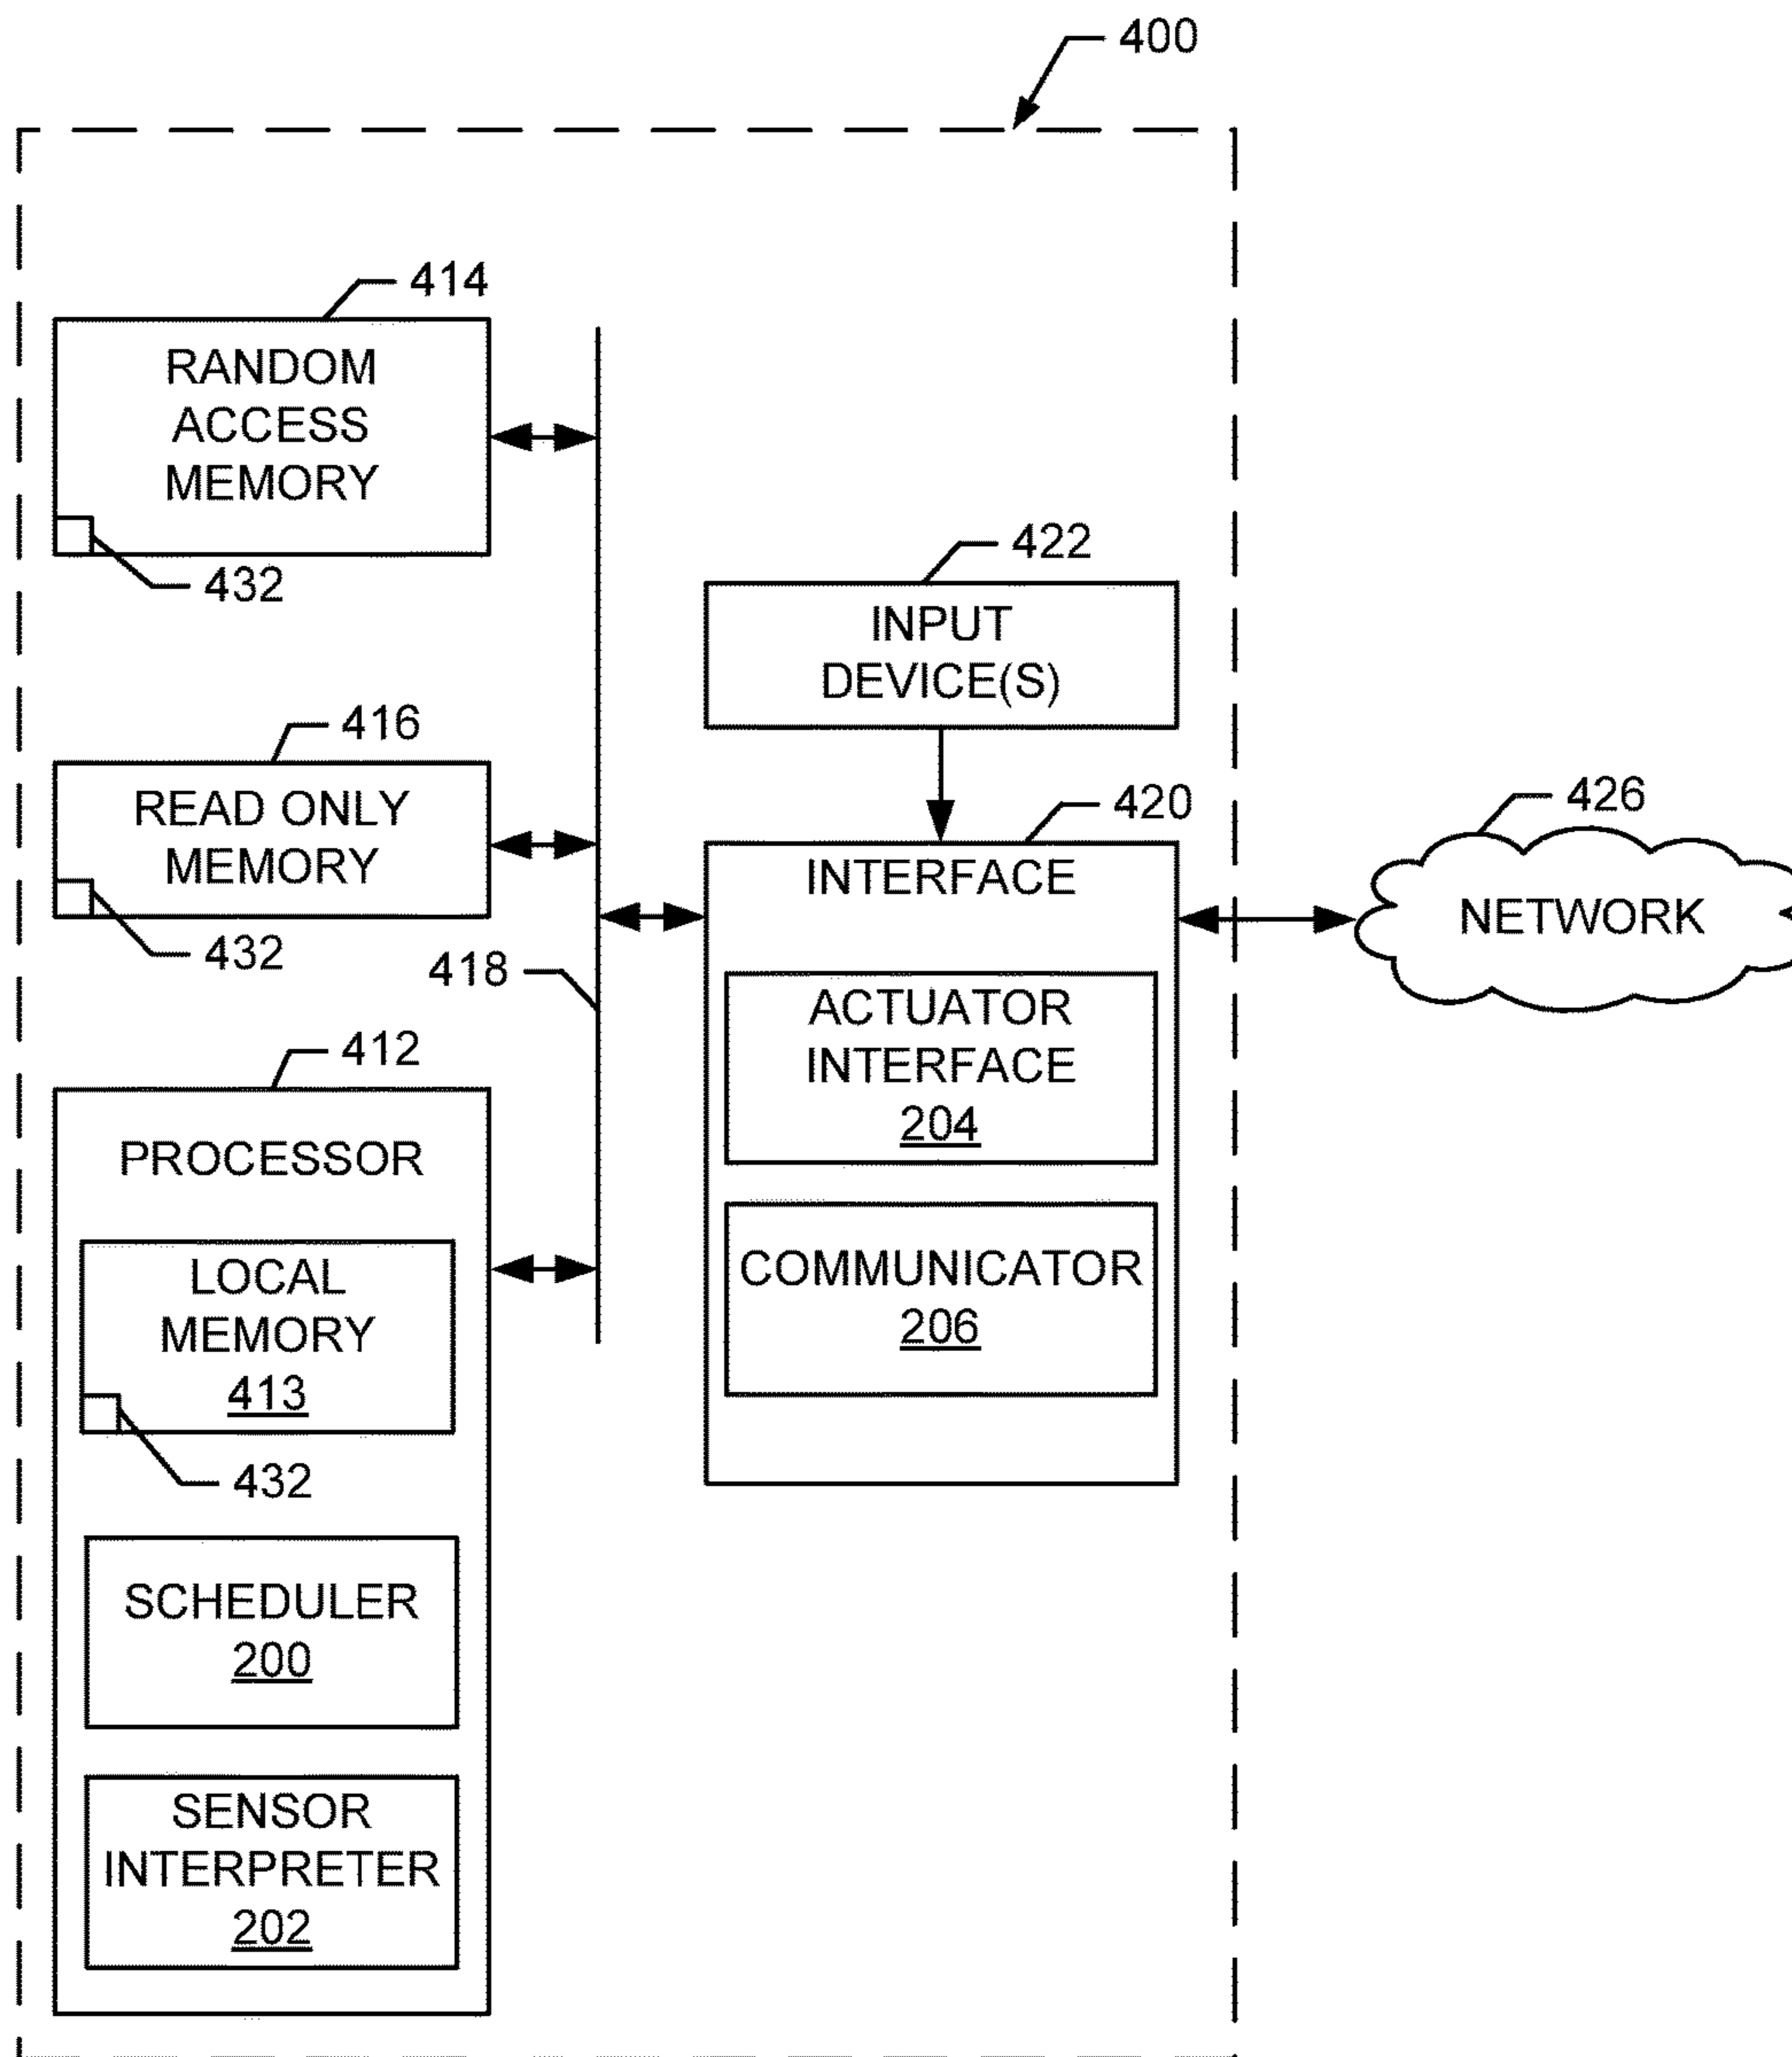 400
414
RANDOM
ACCESS
MEMORY
432
422
INPUT
DEVICE(S)
416
READ ONLY
MEMORY
432
420
INTERFACE
426
NETWORK
418
ACTUATOR
INTERFACE
204
412
PROCESSOR
LOCAL
MEMORY
413
432
COMMUNICATOR
206
SCHEDULER
200
SENSOR
INTERPRETER
202